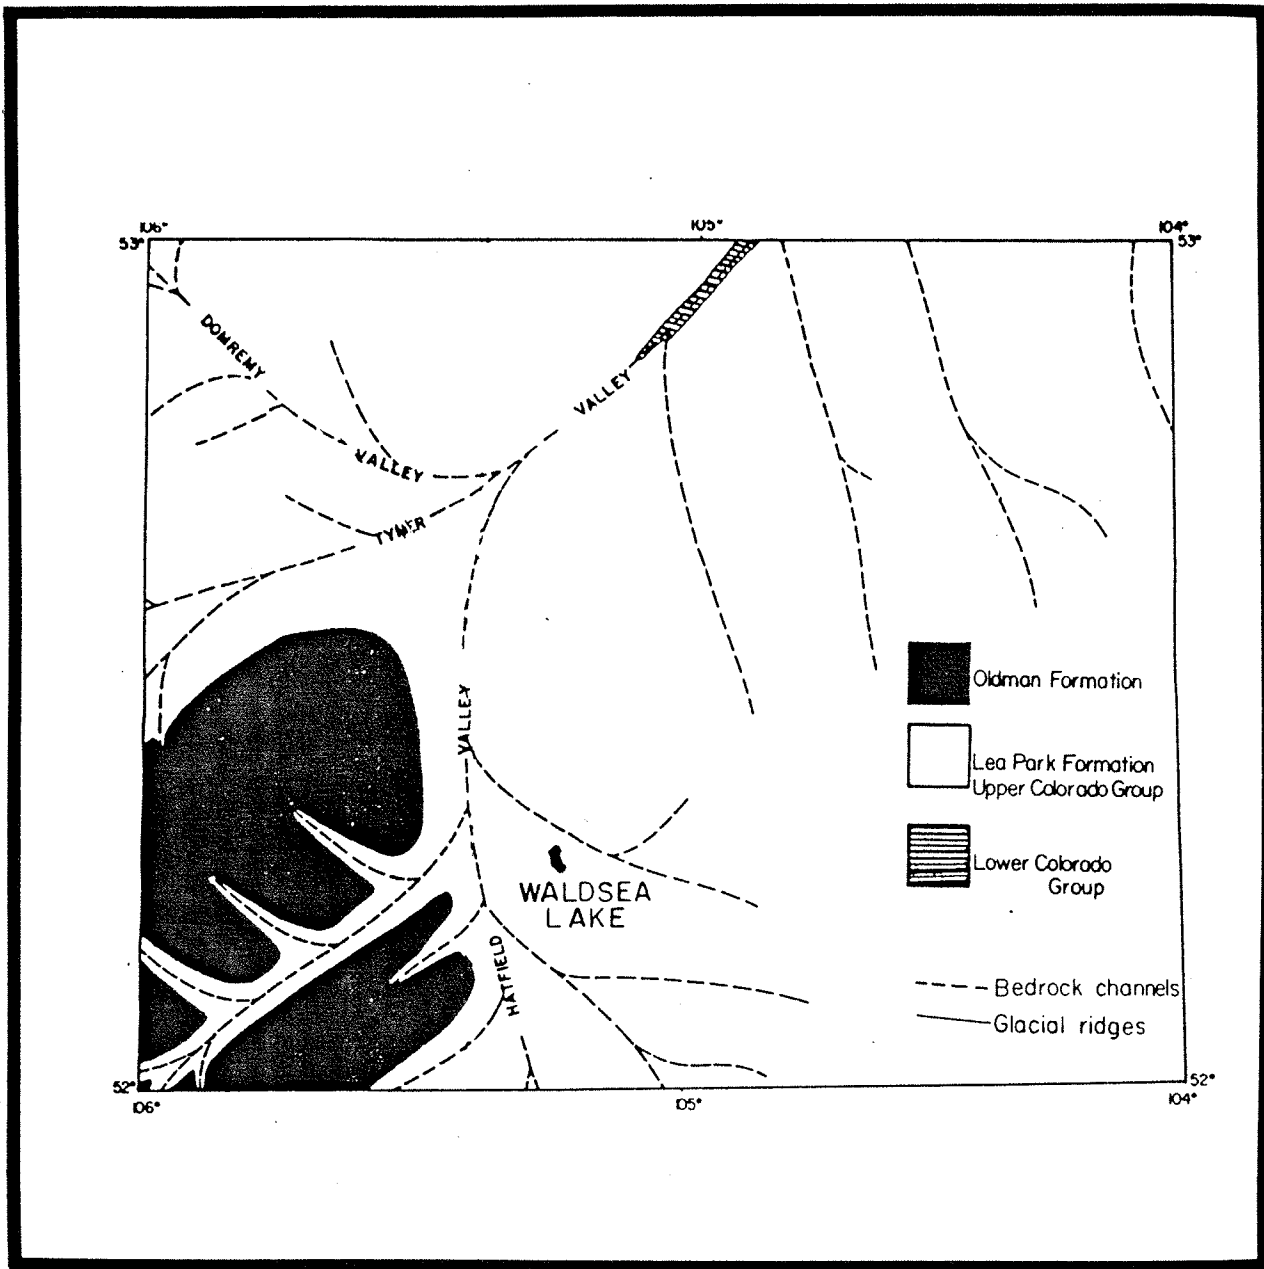 106° 105° 104°
53° 53°
DOMREMY
VALLEY
VALLEY
TYNER
VALLEY
Oldman Formation
Lea Park Formation
Upper Colorado Group
Lower Colorado
Group
WALDSEA
LAKE
HATFIELD
Bedrock channels
Glacial ridges
52° 52°
106° 105° 104°